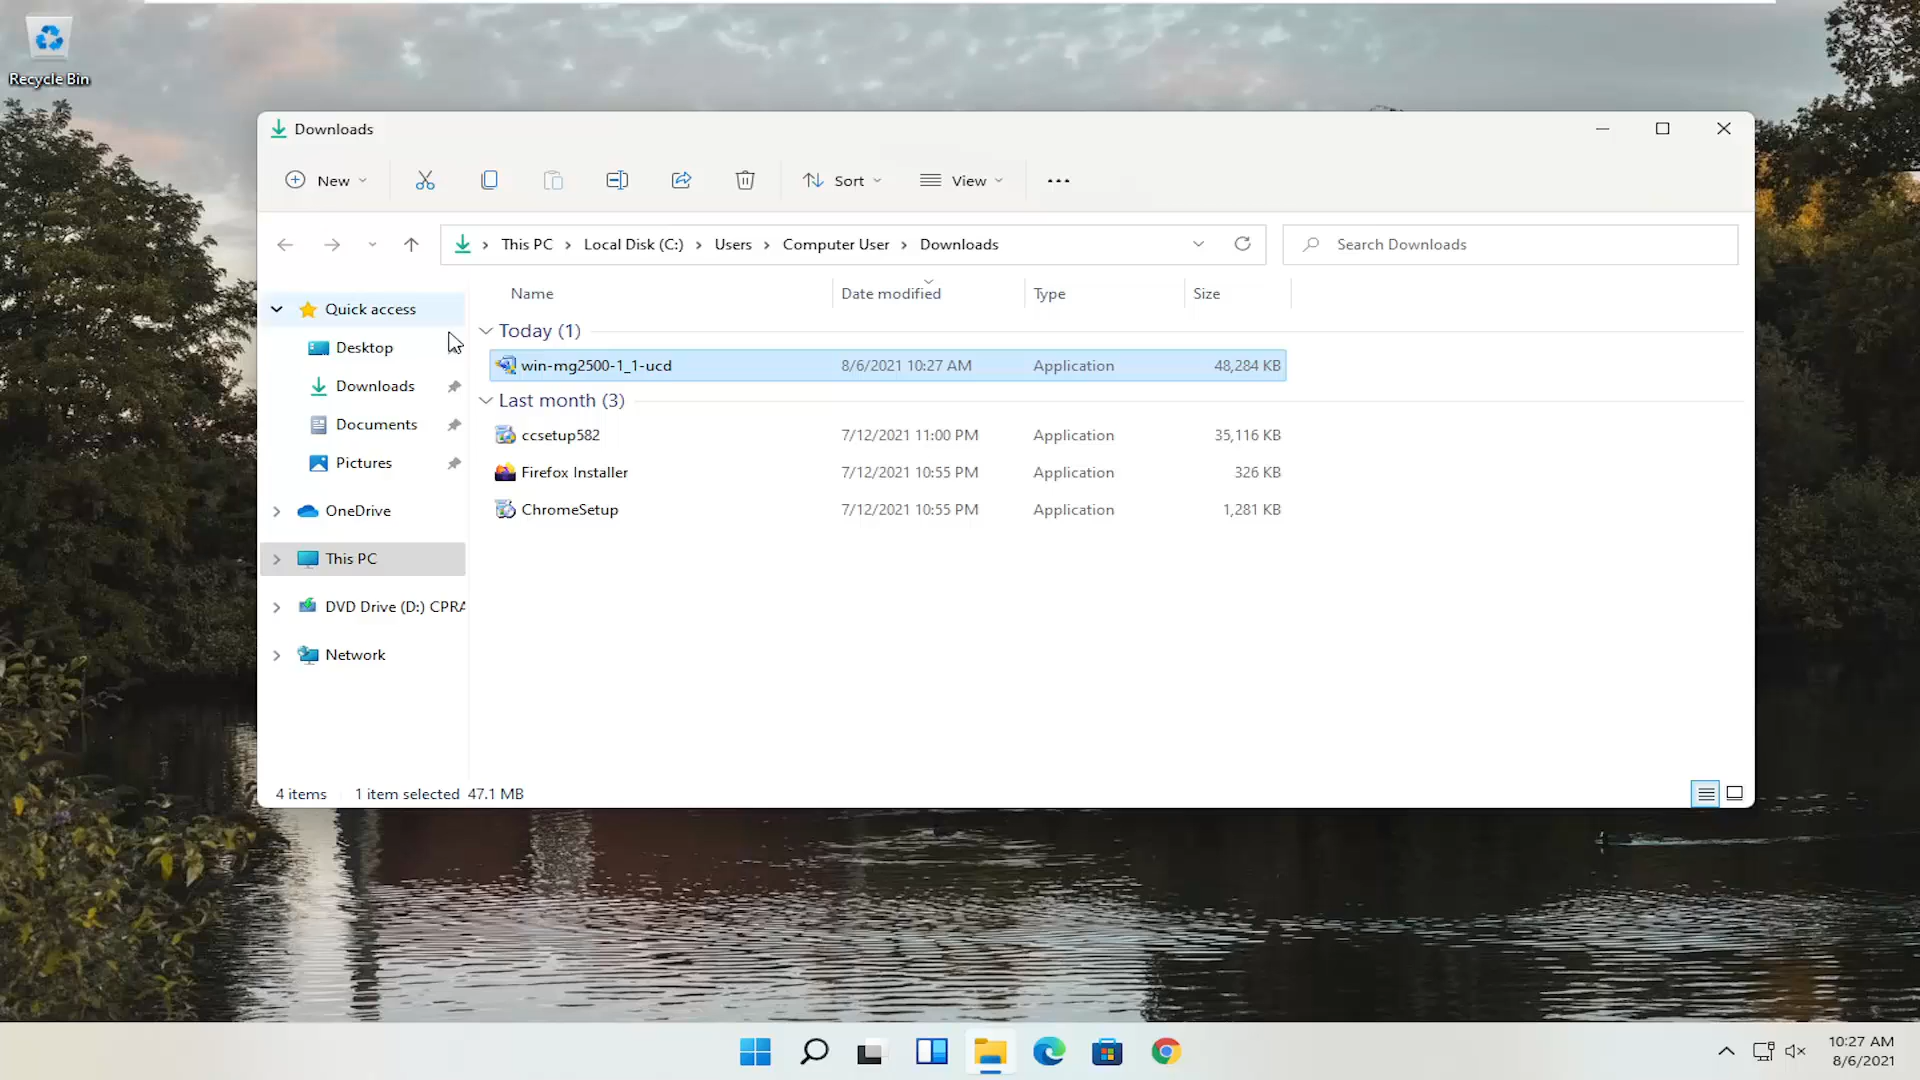 Recycle Bin
Downloads
New
Sort
View
This PC
Local Disk (C:)
Users
Computer User
Downloads
Search Downloads
Name
Date modified
Type
Size
Quick access
Desktop
Downloads
Documents
Pictures
OneDrive
This PC
DVD Drive (D:) CPRA
Network
Today (1)
win-mg2500-1_1-ucd 8/6/2021 10:27 AM Application 48,284 KB
Last month (3)
ccsetup582 7/12/2021 11:00 PM Application 35,116 KB
Firefox Installer 7/12/2021 10:55 PM Application 326 KB
ChromeSetup 7/12/2021 10:55 PM Application 1,281 KB
4 items 1 item selected 47.1 MB
10:27 AM
8/6/2021